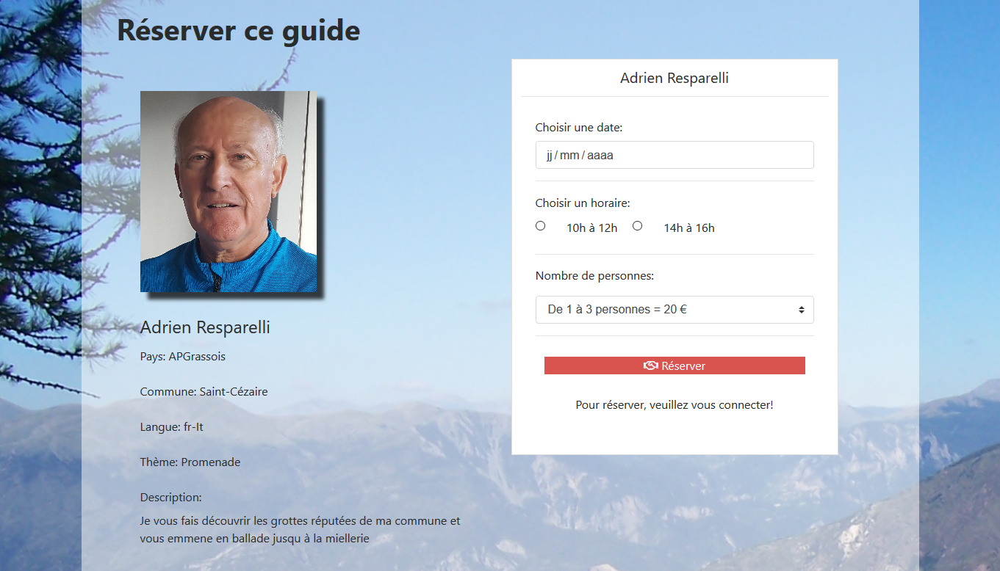 Réserver ce guide
Adrien Resparelli
Pays: APGrassois
Commune: Saint-Cézaire
Langue: fr-It
Thème: Promenade
Description:
Je vous fais découvrir les grottes réputées de ma commune et
vous emmene en ballade jusqu à la miellerie
Adrien Resparelli
Choisir une date:
jj/mm/aaaa
Choisir un horaire:
10h à 12h 14h à 16h
Nombre de personnes:
De 1 à 3 personnes = 20 €
Réserver
Pour réserver, veuillez vous connecter!